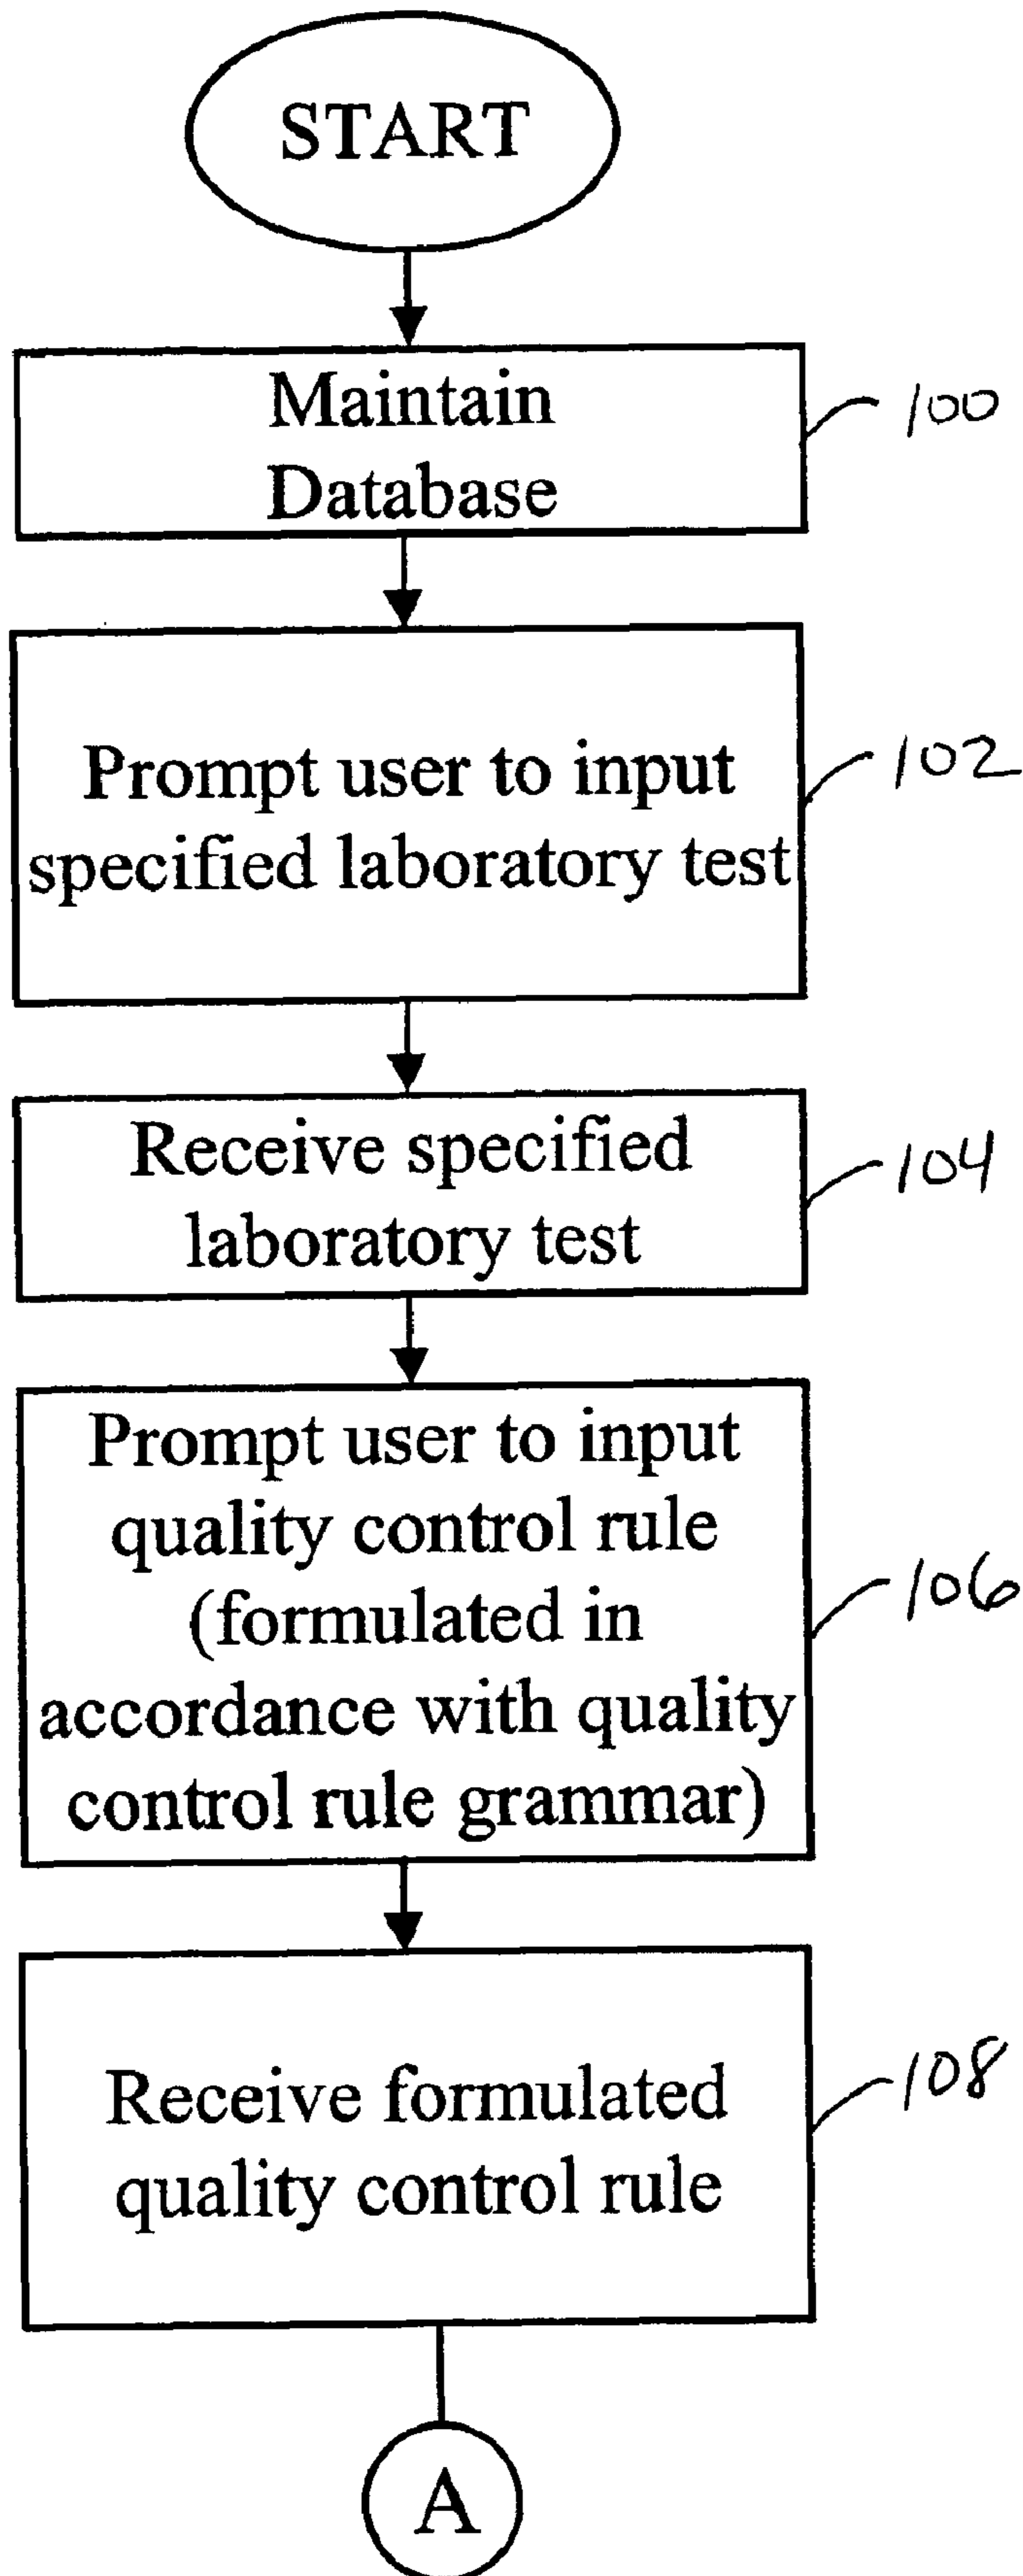 START
Maintain
Database
100
Prompt user to input
specified laboratory test
102
Receive specified
laboratory test
104
Prompt user to input
quality control rule
(formulated in
accordance with quality
control rule grammar)
106
Receive formulated
quality control rule
108
A